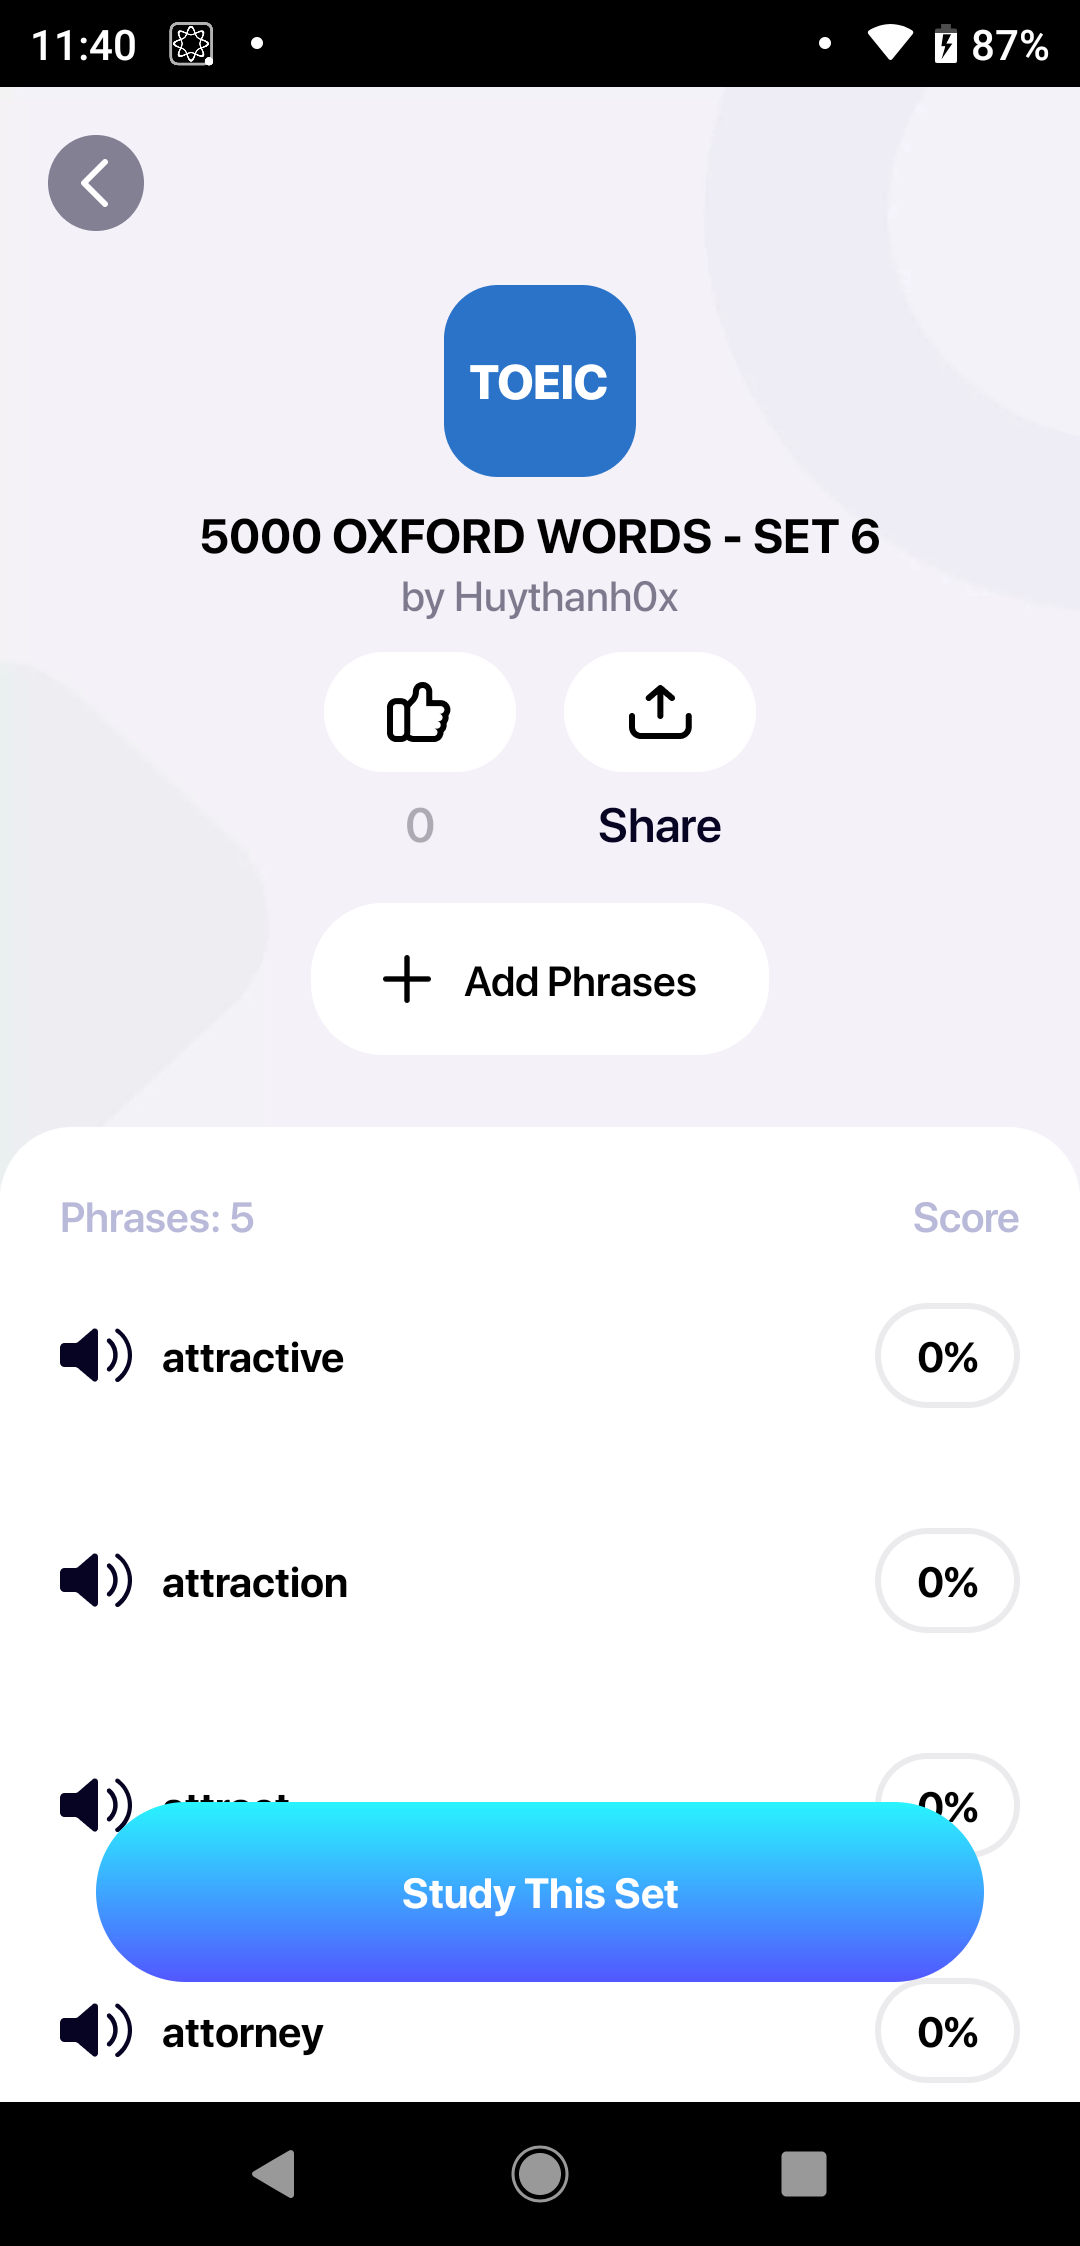 11:40
87%
TOEIC
5000 OXFORD WORDS - SET 6
by Huythanh0x
0
Share
Add Phrases
Phrases: 5
Score
attractive
0%
attraction
0%
attract
0%
Study This Set
attorney
0%